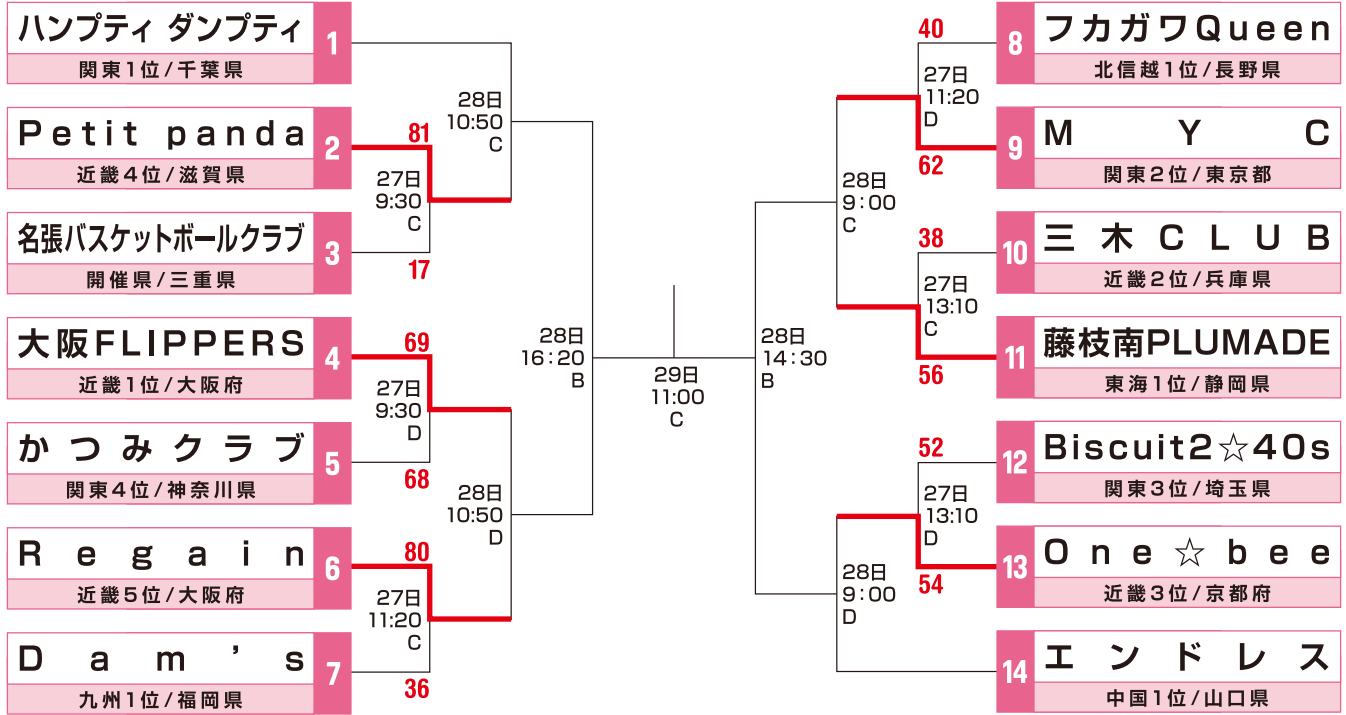 ハンプティ ダンプティ
1
関東1位/千葉県
Petit panda
2
近畿4位/滋賀県
名張バスケットボールクラブ
3
開催県/三重県
大阪FLIPPERS
4
近畿1位/大阪府
かつみクラブ
5
関東4位/神奈川県
Regain
6
近畿5位/大阪府
Dam's
7
九州1位/福岡県
81
27日
9:30
C
17
69
27日
9:30
D
68
80
27日
11:20
C
36
28日
10:50
C
28日
10:50
D
28日
16:20
B
29日
11:00
C
28日
14:30
B
28日
9:00
C
28日
9:00
D
40
27日
11:20
D
62
38
27日
13:10
C
56
52
27日
13:10
D
54
8
フカガワQueen
北信越1位/長野県
9
MYC
関東2位/東京都
10
三木CLUB
近畿2位/兵庫県
11
藤枝南PLUMADE
東海1位/静岡県
12
Biscuit2☆40s
関東3位/埼玉県
13
One☆bee
近畿3位/京都府
14
エンドレス
中国1位/山口県